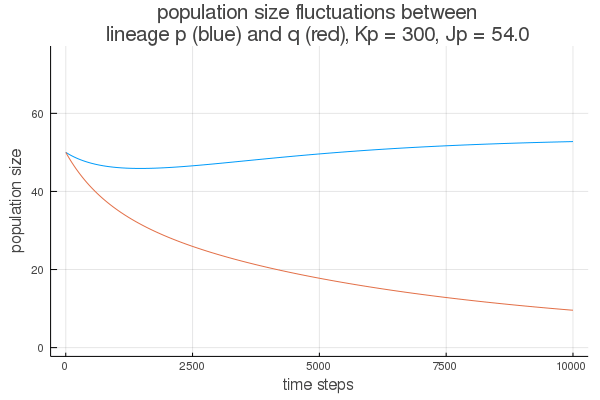 population size fluctuations between
lineage p (blue) and q (red), Kp = 300, Jp = 54.0
population size
60
40
20
0
0 2500 5000 7500 10000
time steps